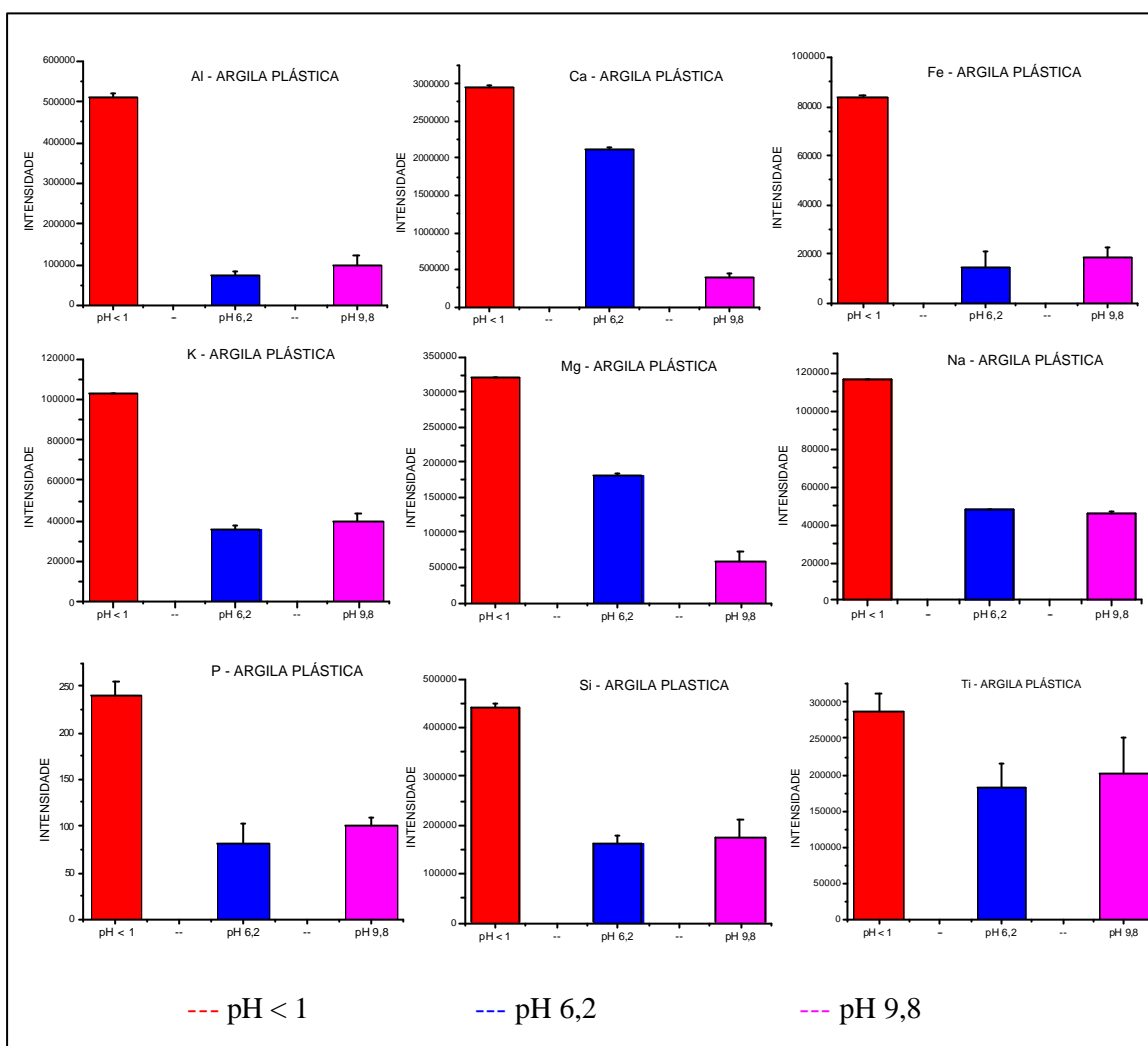 Al - ARGILA PLÁSTICA
INTENSIDADE
600000
500000
400000
300000
200000
100000
0
pH < 1 -- pH 6,2 -- pH 9,8
Ca - ARGILA PLÁSTICA
INTENSIDADE
3000000
2500000
2000000
1500000
1000000
500000
0
pH < 1 -- pH 6,2 -- pH 9,8
Fe - ARGILA PLÁSTICA
INTENSIDADE
100000
80000
60000
40000
20000
0
pH < 1 -- pH 6,2 -- pH 9,8
K - ARGILA PLÁSTICA
INTENSIDADE
120000
100000
80000
60000
40000
20000
0
pH < 1 -- pH 6,2 -- pH 9,8
Mg - ARGILA PLÁSTICA
INTENSIDADE
350000
300000
250000
200000
150000
100000
50000
0
pH < 1 -- pH 6,2 -- pH 9,8
Na - ARGILA PLÁSTICA
INTENSIDADE
120000
100000
80000
60000
40000
20000
0
pH < 1 -- pH 6,2 -- pH 9,8
P - ARGILA PLÁSTICA
INTENSIDADE
250
200
150
100
50
0
pH < 1 -- pH 6,2 -- pH 9,8
Si - ARGILA PLASTICA
INTENSIDADE
500000
400000
300000
200000
100000
0
pH < 1 -- pH 6,2 -- pH 9,8
Ti - ARGILA PLÁSTICA
INTENSIDADE
300000
250000
200000
150000
100000
50000
0
pH < 1 -- pH 6,2 -- pH 9,8
--- pH < 1 --- pH 6,2 --- pH 9,8